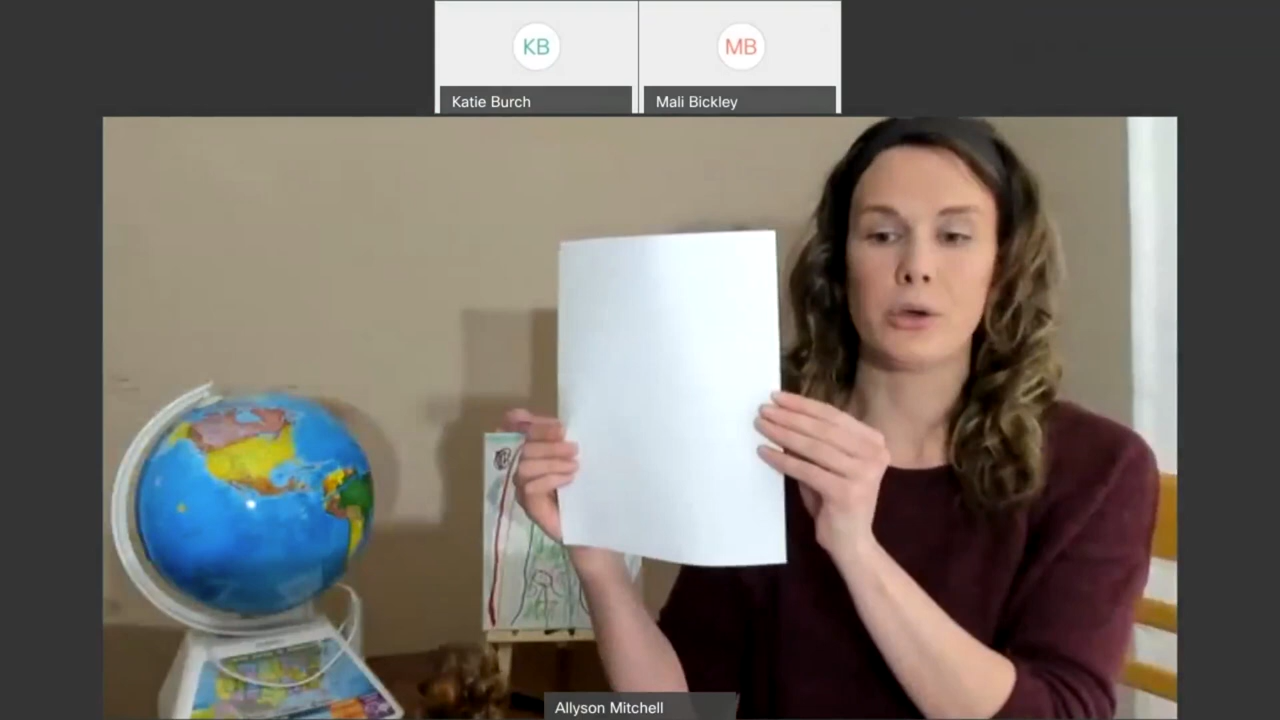 KB
MB
Katie Burch
Mali Bickley
Allyson Mitchell